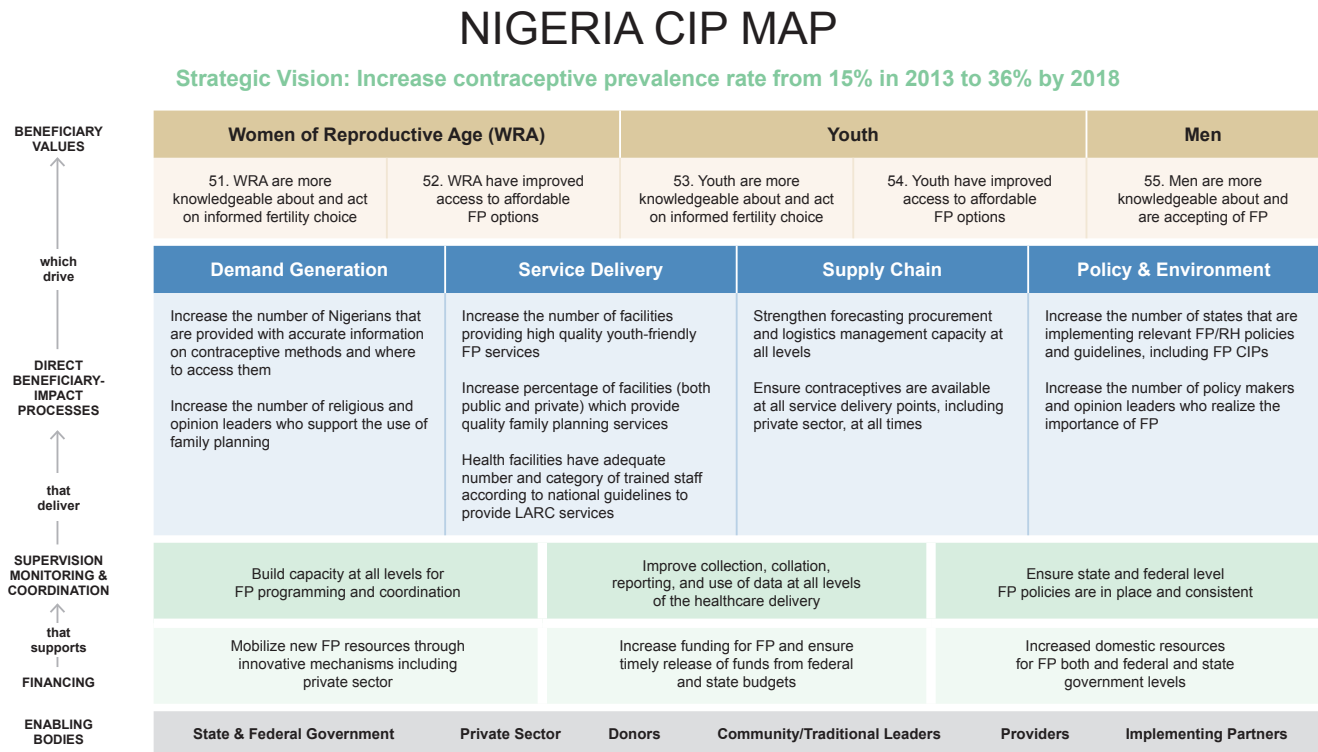 NIGERIA CIP MAP
Strategic Vision: Increase contraceptive prevalence rate from 15% in 2013 to 36% by 2018
BENEFICIARY
VALUES
Women of Reproductive Age (WRA)
Youth
Men
51. WRA are more
knowledgeable about and act
on informed fertility choice
52. WRA have improved
access to affordable
FP options
53. Youth are more
knowledgeable about and act
on informed fertility choice
54. Youth have improved
access to affordable
FP options
55. Men are more
knowledgeable about and
are accepting of FP
which
drive
DIRECT
BENEFICIARY-
IMPACT
PROCESSES
Demand Generation
Increase the number of Nigerians that
are provided with accurate information
on contraceptive methods and where
to access them
Increase the number of religious and
opinion leaders who support the use of
family planning
Service Delivery
Increase the number of facilities
providing high quality youth-friendly
FP services
Increase percentage of facilities (both
public and private) which provide
quality family planning services
Health facilities have adequate
number and category of trained staff
according to national guidelines to
provide LARC services
Supply Chain
Strengthen forecasting procurement
and logistics management capacity at
all levels
Ensure contraceptives are available
at all service delivery points, including
private sector, at all times
Policy & Environment
Increase the number of states that are
implementing relevant FP/RH policies
and guidelines, including FP CIPs
Increase the number of policy makers
and opinion leaders who realize the
importance of FP
that
deliver
SUPERVISION
MONITORING &
COORDINATION
Build capacity at all levels for
FP programming and coordination
Improve collection, collation,
reporting, and use of data at all levels
of the healthcare delivery
Ensure state and federal level
FP policies are in place and consistent
that
supports
FINANCING
Mobilize new FP resources through
innovative mechanisms including
private sector
Increase funding for FP and ensure
timely release of funds from federal
and state budgets
Increased domestic resources
for FP both and federal and state
government levels
ENABLING
BODIES
State & Federal Government
Private Sector
Donors
Community/Traditional Leaders
Providers
Implementing Partners